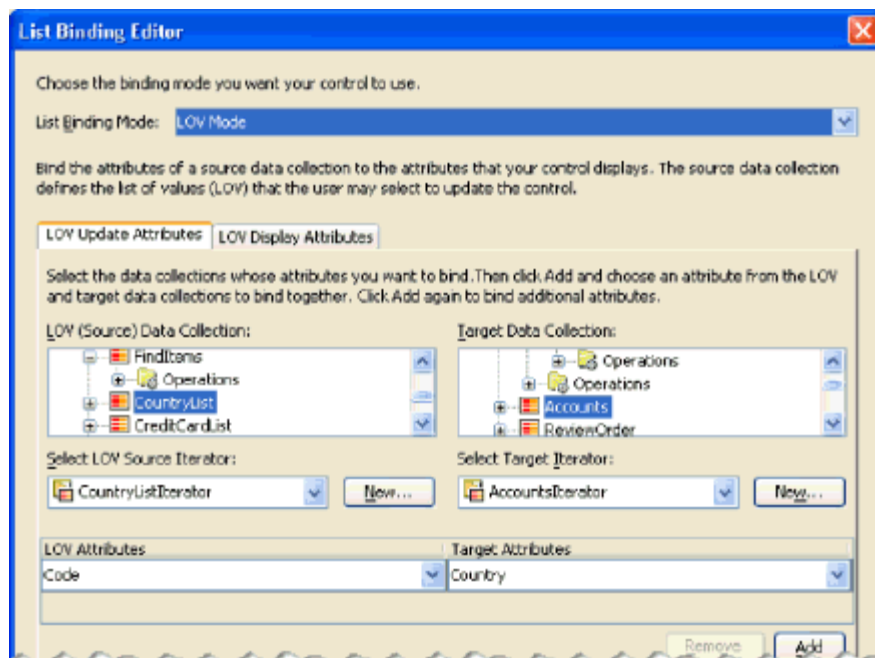 List Binding Editor
Choose the binding mode you want your control to use.
List Binding Mode: LOV Mode
Bind the attributes of a source data collection to the attributes that your control displays. The source data collection
defines the list of values (LOV) that the user may select to update the control.
LOV Update Attributes LOV Display Attributes
Select the data collections whose attributes you want to bind.Then click Add and choose an attribute from the LOV
and target data collections to bind together. Click Add again to bind addtional attributes.
LOV (Source) Data Collection: Target Data Collection:
FindItems Operations
Operations Operations
CountryList Accounts
CreditCardList ReviewOrder
Select LOV Source Iterator: Select Target Iterator:
CountryListIterator New... AccountsIterator New...
LOV Attributes Target Attributes
Code Country
Remove Add